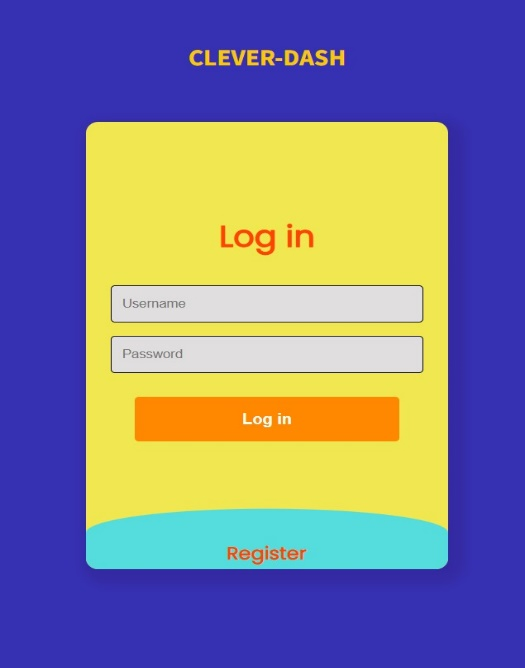 CLEVER-DASH
Log in
Username
Password
Log in
Register